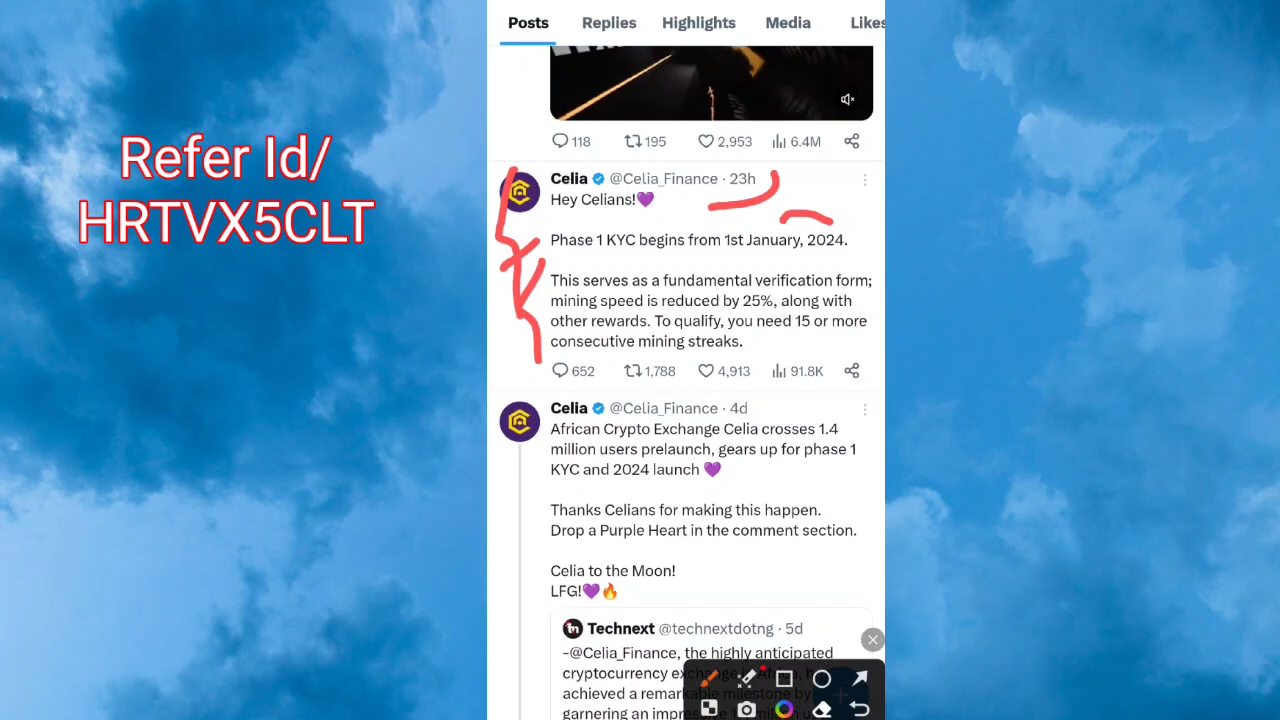 Refer Id/
HRTVX5CLT
Posts Replies Highlights Media Likes
118 195 2,953 6.4M
Celia @Celia_Finance · 23h
Hey Celians!💜
Phase 1 KYC begins from 1st January, 2024.
This serves as a fundamental verification form;
mining speed is reduced by 25%, along with
other rewards. To qualify, you need 15 or more
consecutive mining streaks.
652 1,788 4,913 91.8K
Celia @Celia_Finance · 4d
African Crypto Exchange Celia crosses 1.4
million users prelaunch, gears up for phase 1
KYC and 2024 launch 💜
Thanks Celians for making this happen.
Drop a Purple Heart in the comment section.
Celia to the Moon!
LFG!💜🔥
Technext @technextdotng · 5d
-@Celia_Finance, the highly anticipated
cryptocurrency
achieved a remarkable milestone by
garnering an